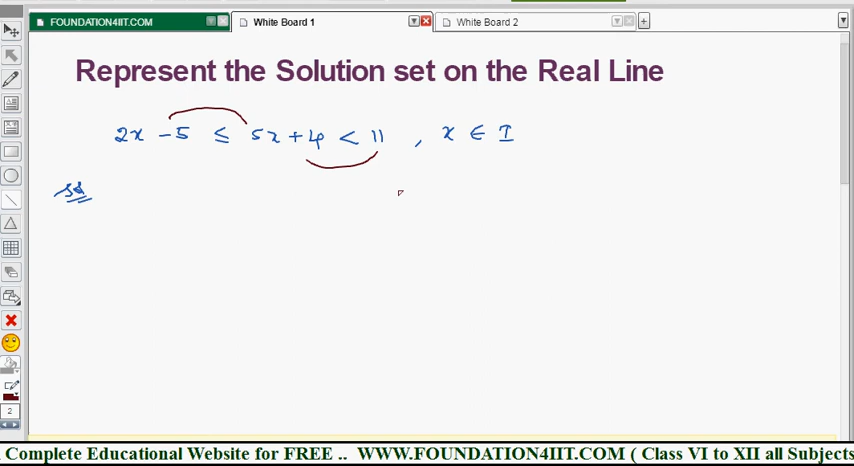 FOUNDATION4IIT.COM
White Board 1
White Board 2
Represent the Solution set on the Real Line
2x - 5 ≤ 5x + 4 < 11 , x ∈ I
2
Complete Educational Website for FREE .. WWW.FOUNDATION4IIT.COM ( Class VI to XII all Subjects